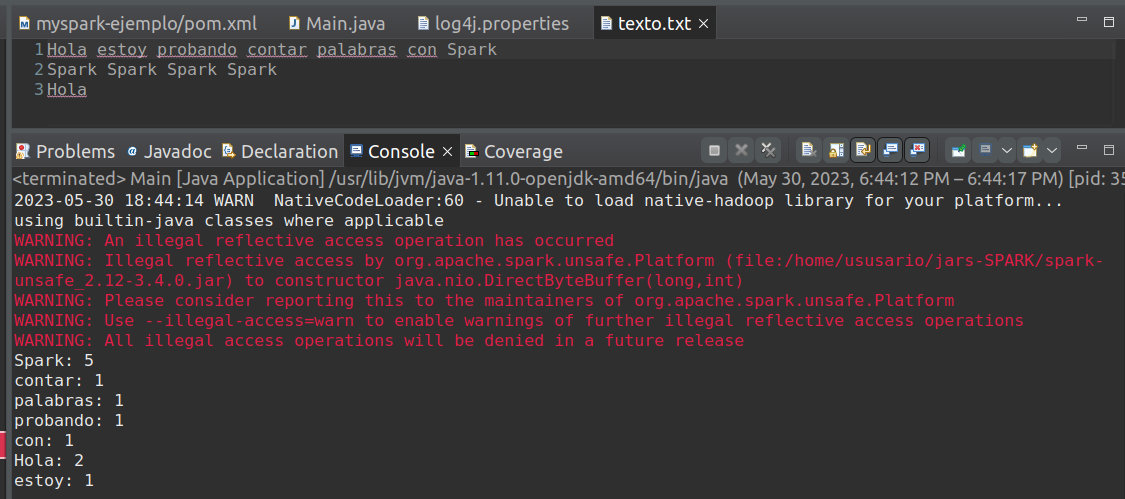 myspark-ejemplo/pom.xml Main.java log4j.properties texto.txt
1 Hola estoy probando contar palabras con Spark
2 Spark Spark Spark Spark
3 Hola
Problems Javadoc Declaration Console Coverage
<terminated> Main [Java Application] /usr/lib/jvm/java-1.11.0-openjdk-amd64/bin/java (May 30, 2023, 6:44:12 PM – 6:44:17 PM) [pid: 35
2023-05-30 18:44:14 WARN  NativeCodeLoader:60 - Unable to load native-hadoop library for your platform...
using builtin-java classes where applicable
WARNING: An illegal reflective access operation has occurred
WARNING: Illegal reflective access by org.apache.spark.unsafe.Platform (file:/home/ususario/jars-SPARK/spark-
unsafe_2.12-3.4.0.jar) to constructor java.nio.DirectByteBuffer(long,int)
WARNING: Please consider reporting this to the maintainers of org.apache.spark.unsafe.Platform
WARNING: Use --illegal-access=warn to enable warnings of further illegal reflective access operations
WARNING: All illegal access operations will be denied in a future release
Spark: 5
contar: 1
palabras: 1
probando: 1
con: 1
Hola: 2
estoy: 1